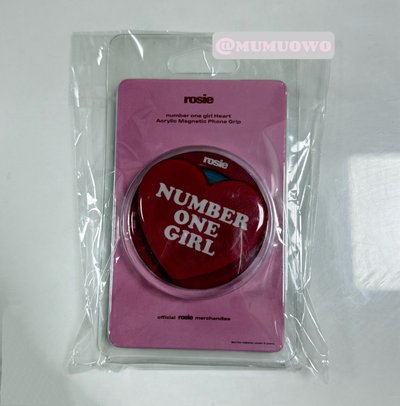 @MUMUOWO
rosie
number one girl Heart
Acrylic Magnetic Phone Grip
rosie
NUMBER
ONE
GIRL
official rosie merchandise